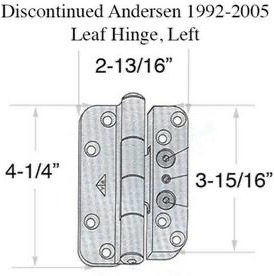 Discontinued Andersen 1992-2005
Leaf Hinge, Left
2-13/16”
4-1/4”
3-15/16”